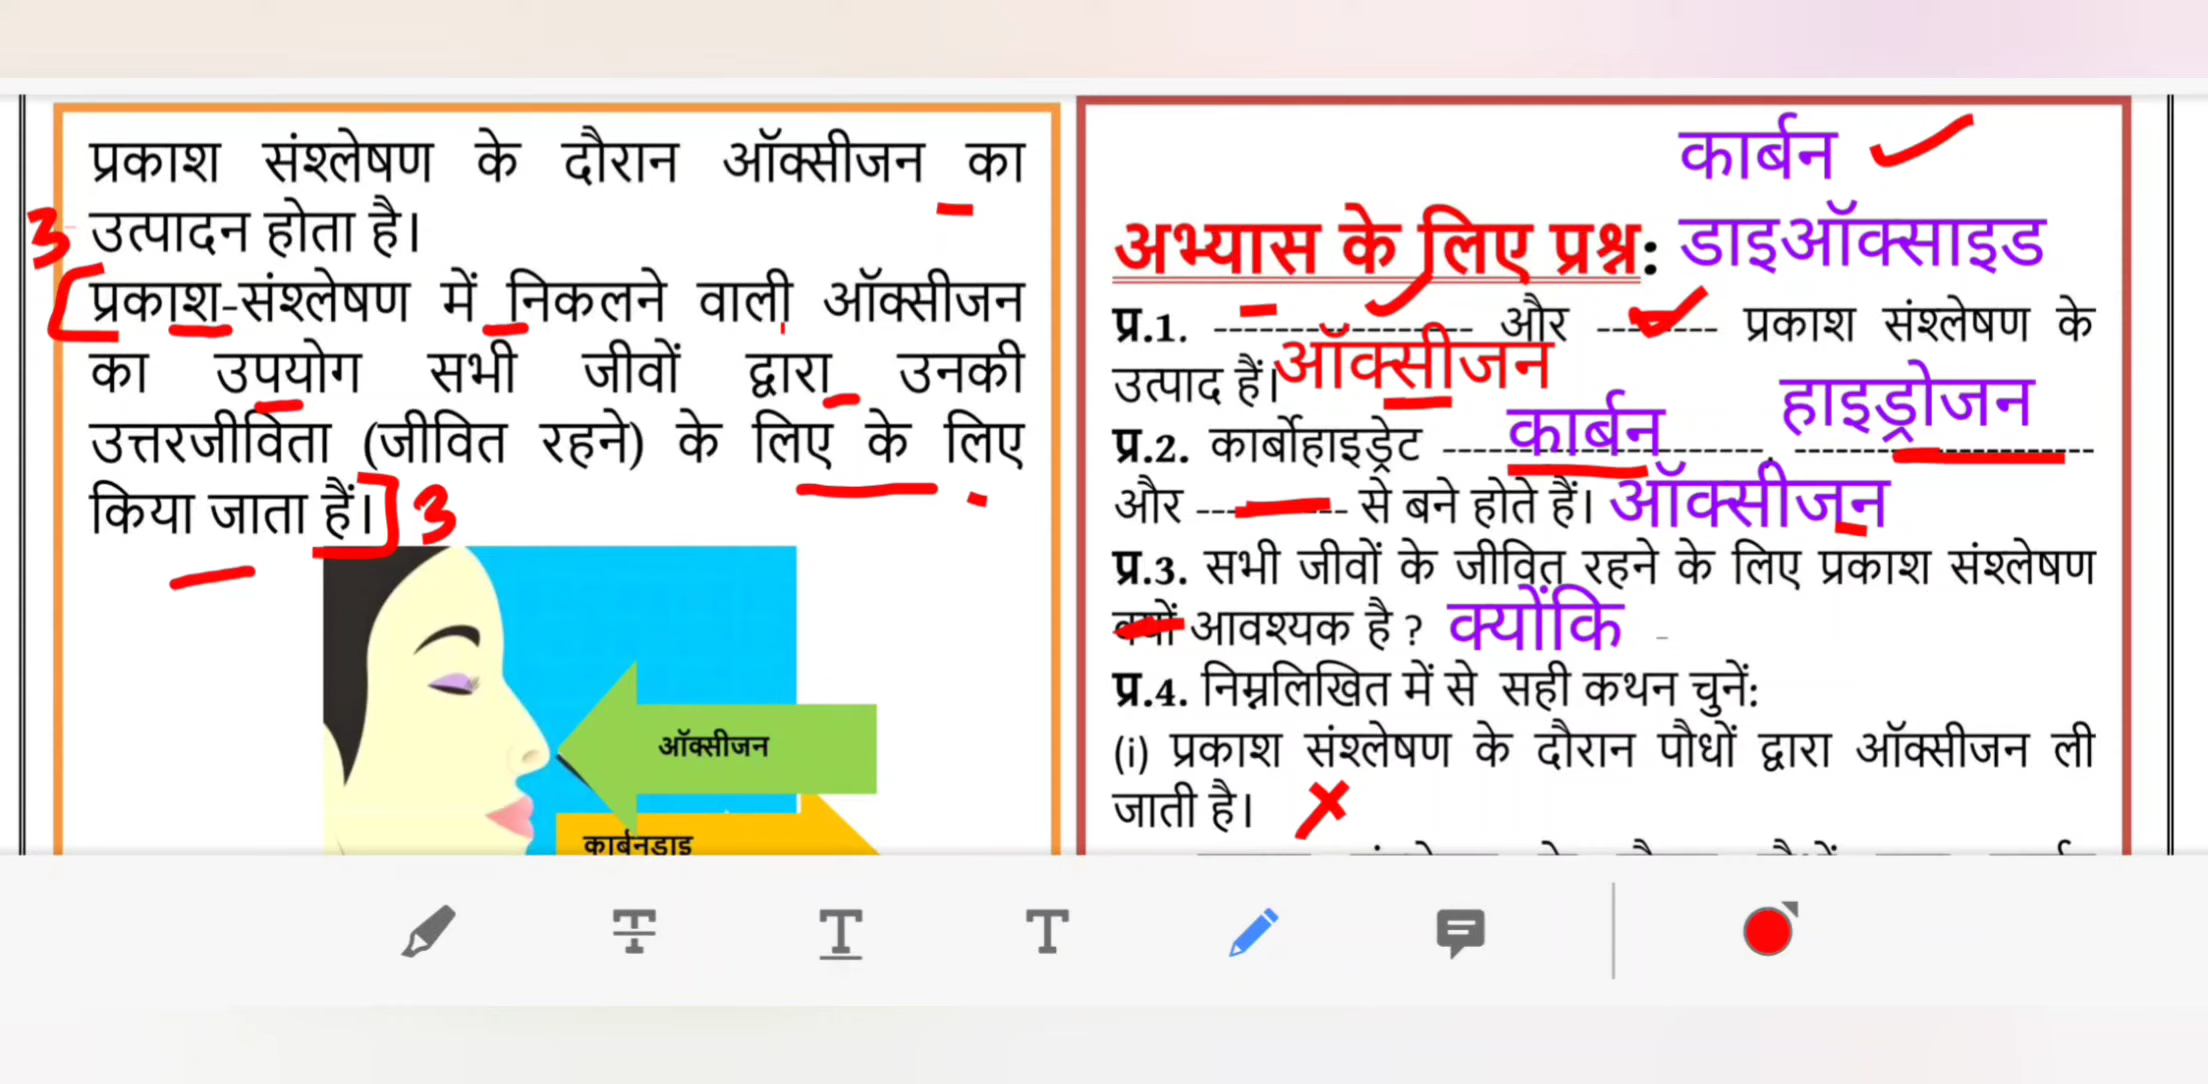 प्रकाश संश्लेषण के दौरान ऑक्सीजन का
उत्पादन होता है।
3
प्रकाश-संश्लेषण में निकलने वाली ऑक्सीजन
का उपयोग सभी जीवों द्वारा उनकी
उत्तरजीविता (जीवित रहने) के लिए के लिए
किया जाता हैं।
3
ऑक्सीजन
कार्बनडाइ
कार्बन
डाइऑक्साइड
अभ्यास के लिए प्रश्न:
प्र.1. ------------------ और -------- प्रकाश संश्लेषण के
उत्पाद हैं। ऑक्सीजन
प्र.2. कार्बोहाइड्रेट ---------- कार्बन ----------, ---------- हाइड्रोजन ----------
और ---------- से बने होते हैं। ऑक्सीजन
प्र.3. सभी जीवों के जीवित रहने के लिए प्रकाश संश्लेषण
क्यों आवश्यक है ? क्योंकि -
प्र.4. निम्नलिखित में से सही कथन चुनें:
(i) प्रकाश संश्लेषण के दौरान पौधों द्वारा ऑक्सीजन ली
जाती है।